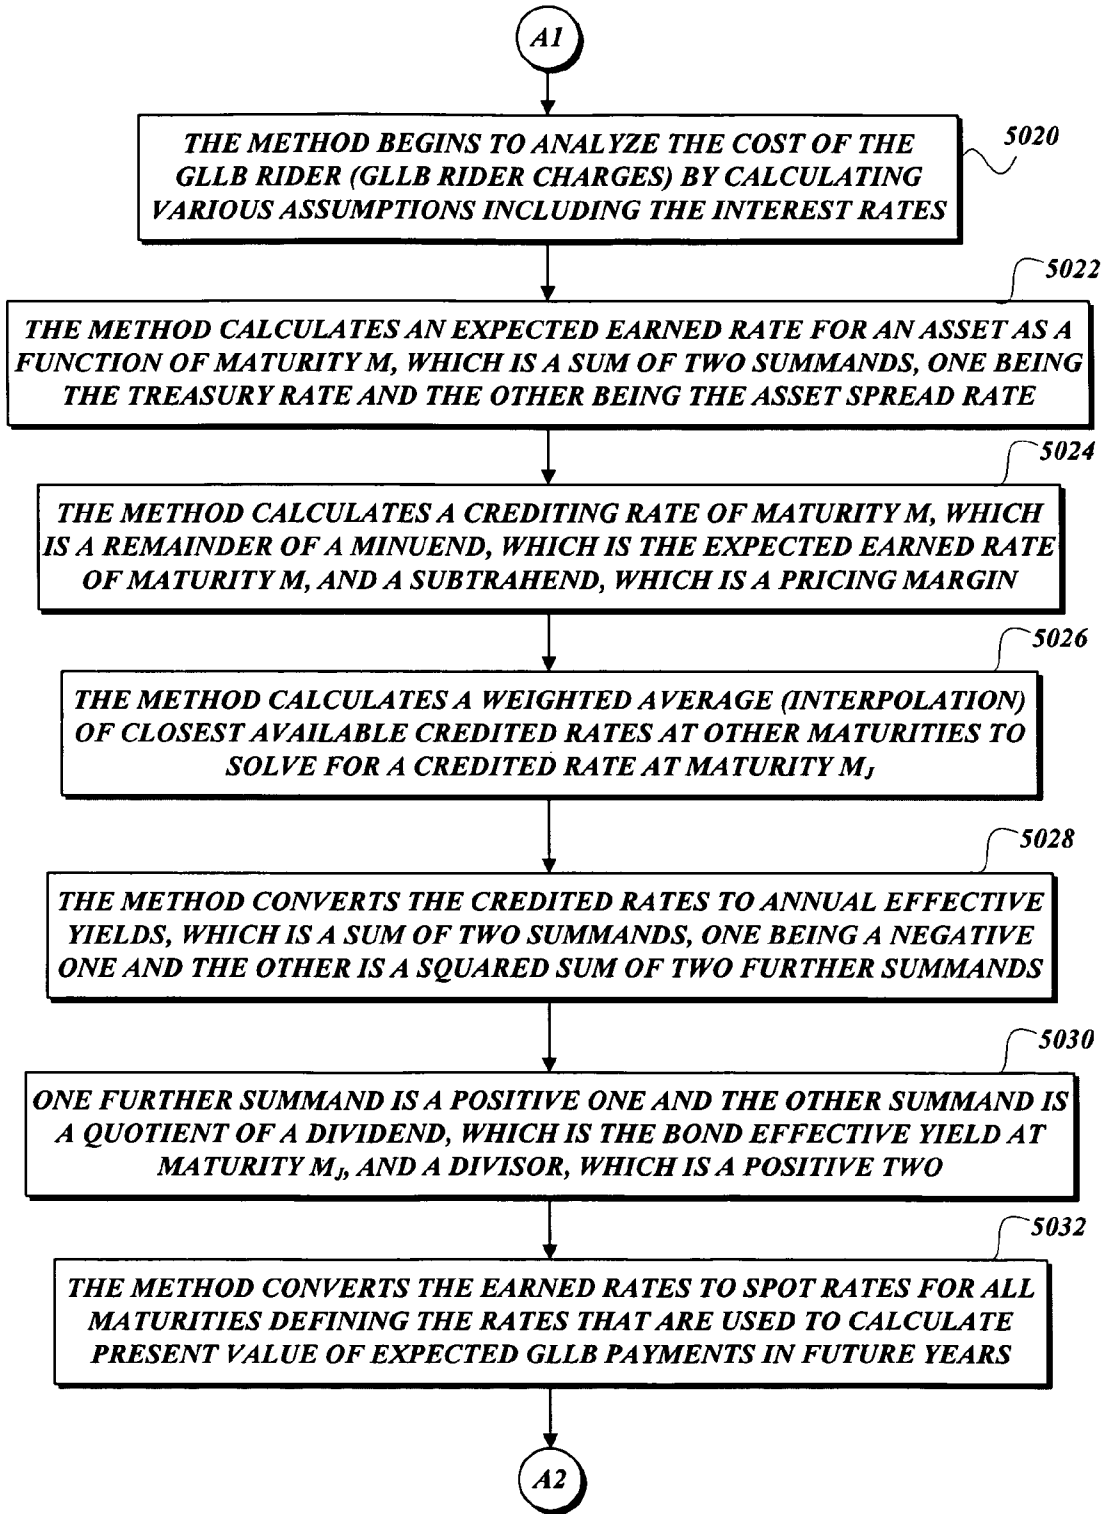 A1
THE METHOD BEGINS TO ANALYZE THE COST OF THE
GLLB RIDER (GLLB RIDER CHARGES) BY CALCULATING
VARIOUS ASSUMPTIONS INCLUDING THE INTEREST RATES
5020
5022
THE METHOD CALCULATES AN EXPECTED EARNED RATE FOR AN ASSET AS A
FUNCTION OF MATURITY M, WHICH IS A SUM OF TWO SUMMANDS, ONE BEING
THE TREASURY RATE AND THE OTHER BEING THE ASSET SPREAD RATE
5024
THE METHOD CALCULATES A CREDITING RATE OF MATURITY M, WHICH
IS A REMAINDER OF A MINUEND, WHICH IS THE EXPECTED EARNED RATE
OF MATURITY M, AND A SUBTRAHEND, WHICH IS A PRICING MARGIN
5026
THE METHOD CALCULATES A WEIGHTED AVERAGE (INTERPOLATION)
OF CLOSEST AVAILABLE CREDITED RATES AT OTHER MATURITIES TO
SOLVE FOR A CREDITED RATE AT MATURITY MJ
5028
THE METHOD CONVERTS THE CREDITED RATES TO ANNUAL EFFECTIVE
YIELDS, WHICH IS A SUM OF TWO SUMMANDS, ONE BEING A NEGATIVE
ONE AND THE OTHER IS A SQUARED SUM OF TWO FURTHER SUMMANDS
5030
ONE FURTHER SUMMAND IS A POSITIVE ONE AND THE OTHER SUMMAND IS
A QUOTIENT OF A DIVIDEND, WHICH IS THE BOND EFFECTIVE YIELD AT
MATURITY MJ, AND A DIVISOR, WHICH IS A POSITIVE TWO
5032
THE METHOD CONVERTS THE EARNED RATES TO SPOT RATES FOR ALL
MATURITIES DEFINING THE RATES THAT ARE USED TO CALCULATE
PRESENT VALUE OF EXPECTED GLLB PAYMENTS IN FUTURE YEARS
A2